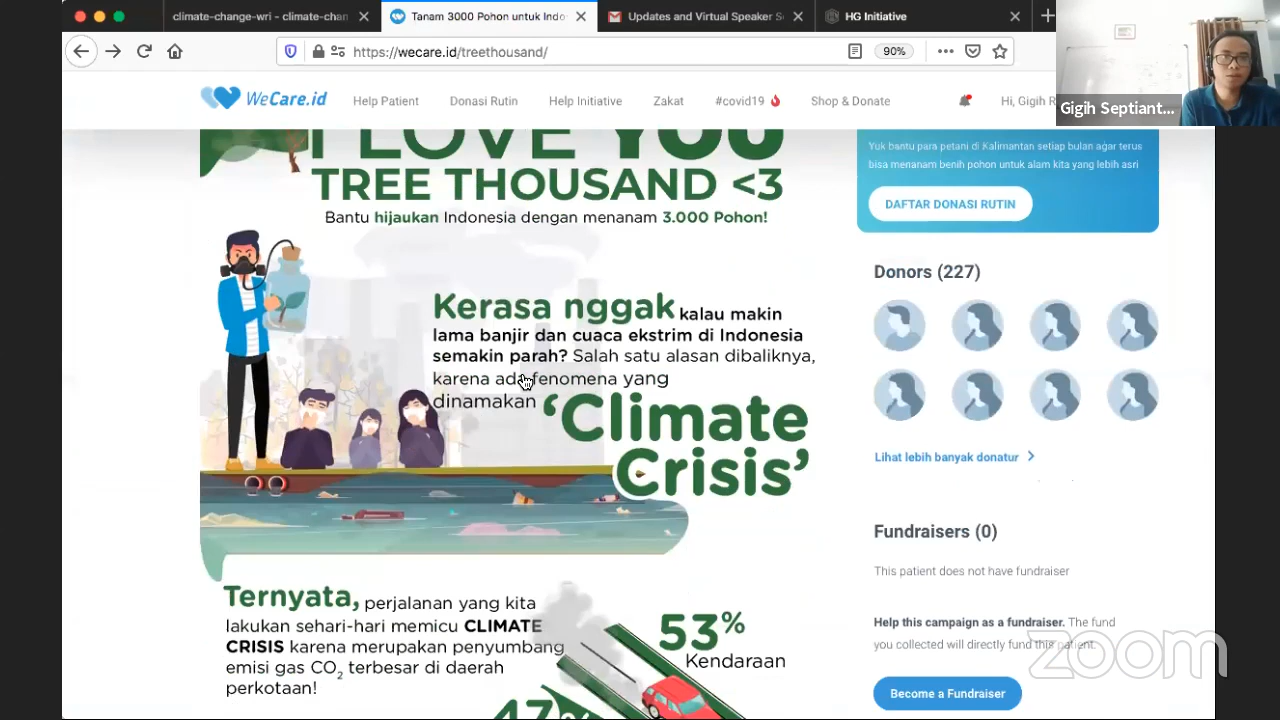 climate-change-wri - climate-chan
Tanam 3000 Pohon untuk Indo
Updates and Virtual Speaker S
HG Initiative
https://wecare.id/treethousand/
90%
Gigih Septiant...
WeCare.id
Help Patient
Donasi Rutin
Help Initiative
Zakat
#covid19
Shop & Donate
Hi, Gigih R
I LOVE YOU
TREE THOUSAND <3
Bantu hijaukan Indonesia dengan menanam 3.000 Pohon!
Yuk bantu para petani di Kalimantan setiap bulan agar terus
bisa menanam benih pohon untuk alam kita yang lebih asri
DAFTAR DONASI RUTIN
Kerasa nggak kalau makin
lama banjir dan cuaca ekstrim di Indonesia
semakin parah? Salah satu alasan dibaliknya,
karena ada fenomena yang
dinamakan 'Climate
Crisis'
Donors (227)
Lihat lebih banyak donatur
Fundraisers (0)
This patient does not have fundraiser
Help this campaign as a fundraiser. The fund
you collected will directly fund this patient.
Become a Fundraiser
Ternyata, perjalanan yang kita
lakukan sehari-hari memicu CLIMATE
CRISIS karena merupakan penyumbang
emisi gas CO2 terbesar di daerah
perkotaan!
53%
Kendaraan
47%
zoom